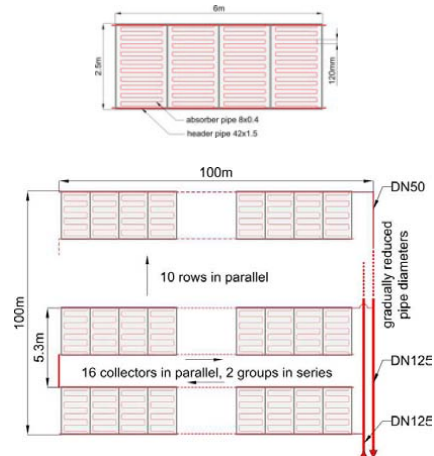 6m
2.5m
120mm
absorber pipe 8x0.4
header pipe 42x1.5
100m
DN50
gradually reduced
pipe diameters
10 rows in parallel
100m
5.3m
16 collectors in parallel, 2 groups in series
DN125
DN125